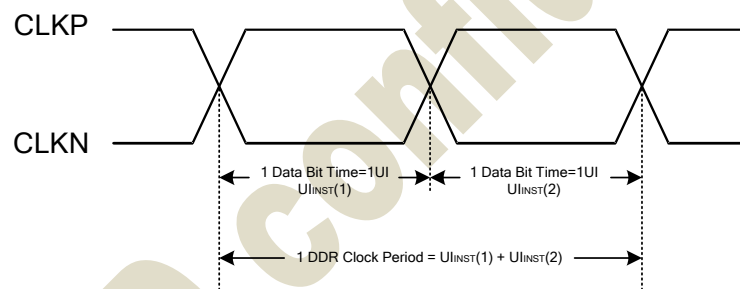 CLKP
CLKN
1 Data Bit Time=1UI
UIINST(1)
1 Data Bit Time=1UI
UIINST(2)
1 DDR Clock Period = UIINST(1) + UIINST(2)